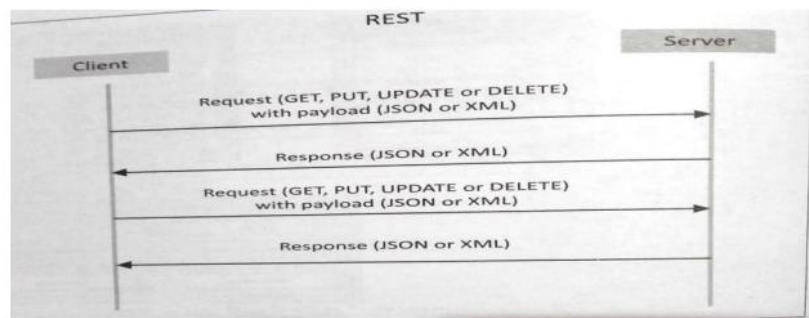 REST
Client
Server
Request (GET, PUT, UPDATE or DELETE)
with payload (JSON or XML)
Response (JSON or XML)
Request (GET, PUT, UPDATE or DELETE)
with payload (JSON or XML)
Response (JSON or XML)